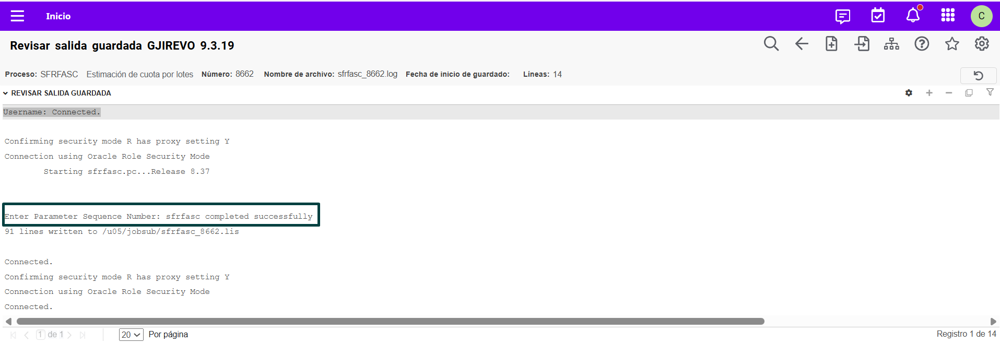 Inicio
C
Revisar salida guardada GJIREVO 9.3.19
Proceso: SFRFASC Estimación de cuota por lotes Número: 8662 Nombre de archivo: sfrfasc_8662.log Fecha de inicio de guardado: Líneas: 14
REVISAR SALIDA GUARDADA
Username: Connected.
Confirming security mode R has proxy setting Y
Connection using Oracle Role Security Mode
Starting sfrfasc.pc...Release 8.37
Enter Parameter Sequence Number: sfrfasc completed successfully
91 lines written to /u05/jobsub/sfrfasc_8662.lis
Connected.
Confirming security mode R has proxy setting Y
Connection using Oracle Role Security Mode
Connected.
1 de 1 20 Por página Registro 1 de 14